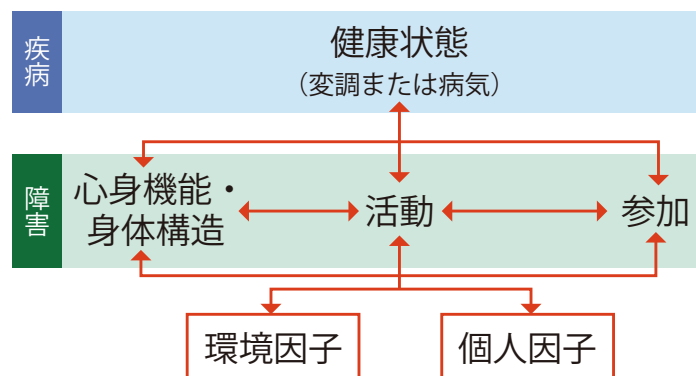 疾病
健康状態
（変調または病気）
障害
心身機能・
身体構造
活動
参加
環境因子
個人因子